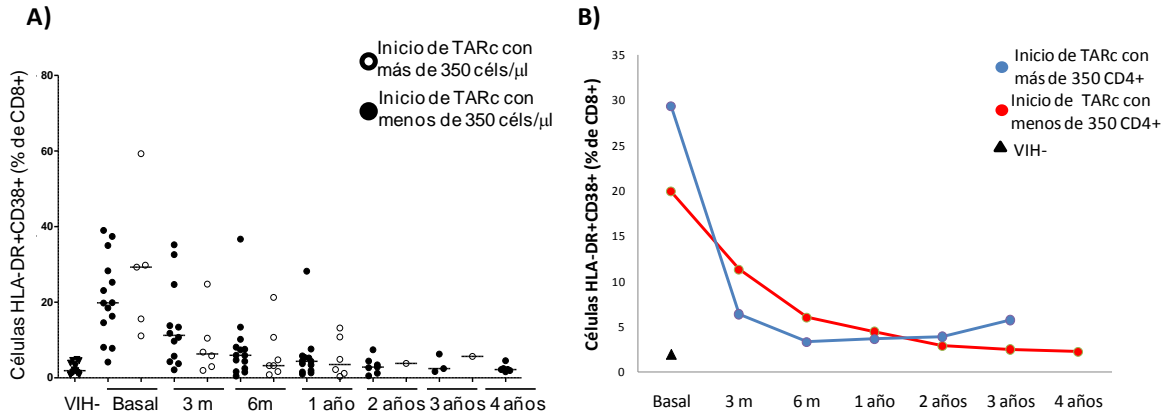 A)
Inicio de TARc con
más de 350 céls/μl
Inicio de TARc con
menos de 350 céls/μl
Células HLA-DR+CD38+ (% de CD8+)
80
60
40
20
0
VIH- Basal 3 m 6m 1 año 2 años 3 años 4 años
B)
Inicio de TARc con
más de 350 CD4+
Inicio de TARc con
menos de 350 CD4+
VIH-
Células HLA-DR+CD38+ (% de CD8+)
35
30
25
20
15
10
5
0
Basal 3 m 6 m 1 año 2 años 3 años 4 años